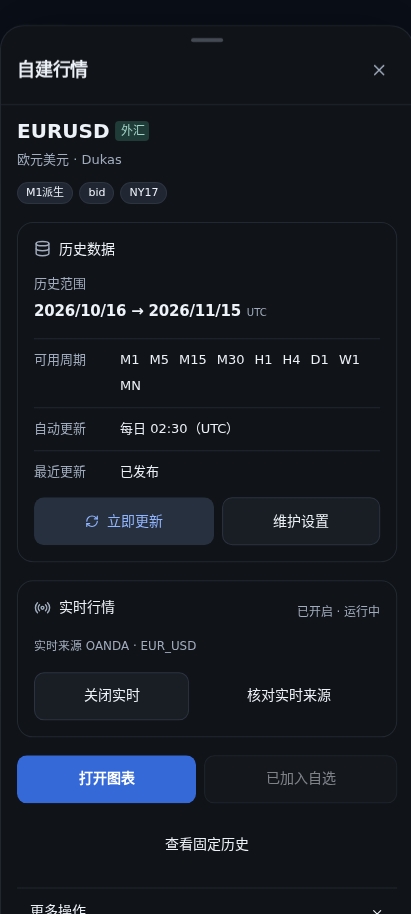 自建行情
EURUSD 外汇
欧元美元 · Dukas
M1派生 bid NY17
历史数据
历史范围
2026/10/16 → 2026/11/15 UTC
可用周期 M1 M5 M15 M30 H1 H4 D1 W1
MN
自动更新 每日 02:30（UTC）
最近更新 已发布
立即更新 维护设置
实时行情 已开启 · 运行中
实时来源 OANDA · EUR_USD
关闭实时 核对实时来源
打开图表 已加入自选
查看固定历史
更多操作